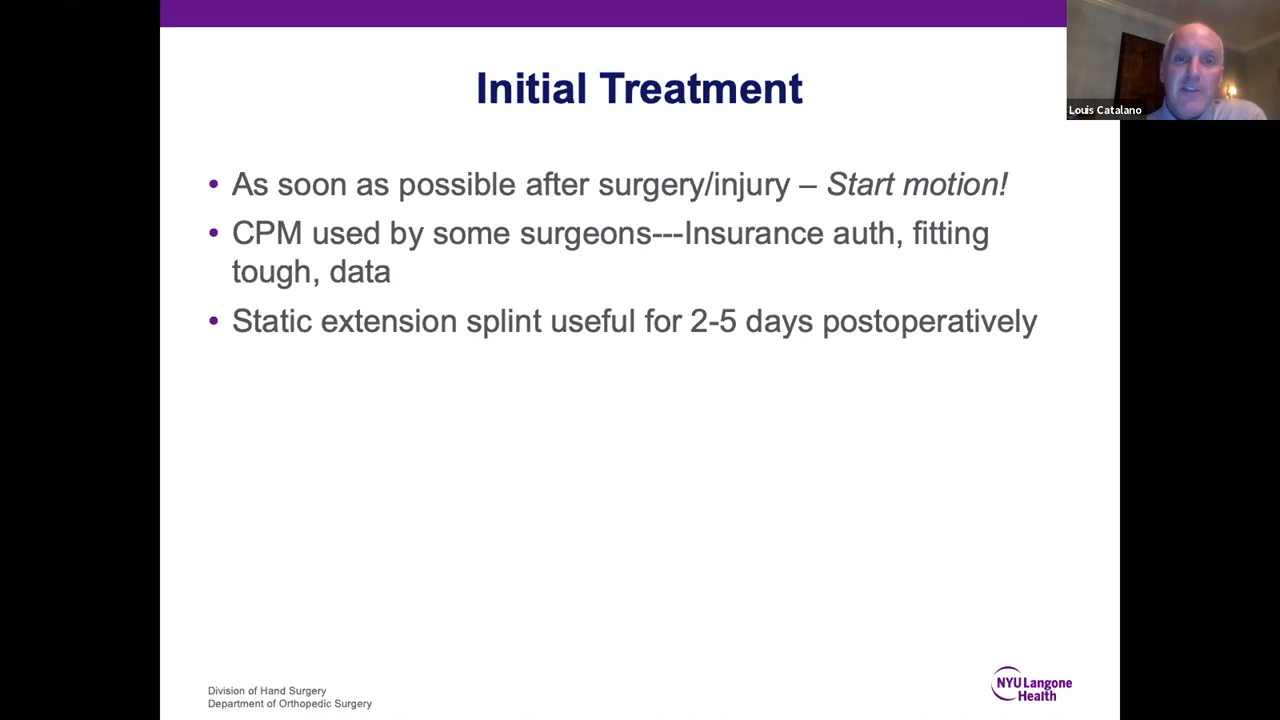 Initial Treatment
Louis Catalano
• As soon as possible after surgery/injury – Start motion!
• CPM used by some surgeons---Insurance auth, fitting
tough, data
• Static extension splint useful for 2-5 days postoperatively
Division of Hand Surgery
Department of Orthopedic Surgery
NYU Langone
Health